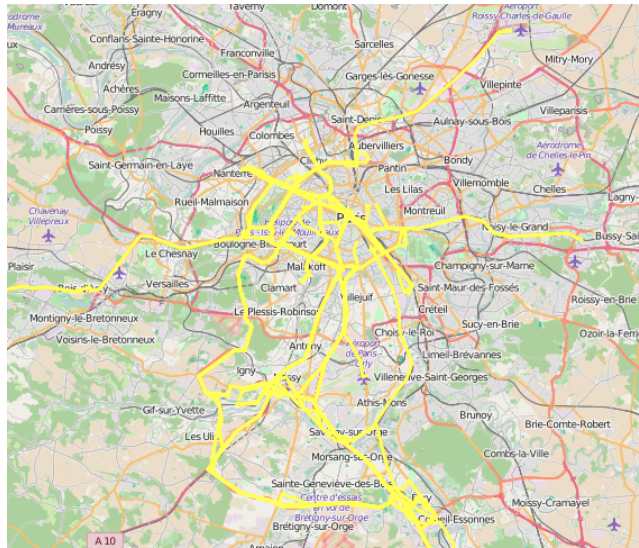 Eragny
Taverny
Domont
Aéroport
Roissy Charles-de-Gaulle
Conflans-Sainte-Honorine
Franconville
Sarcelles
Mitry-Mory
Andrésy
Cormeilles-en-Parisis
Garges-lès-Gonesse
Villepinte
Achères
Maisons-Laffitte
Argenteuil
Carrières-sous-Poissy
Saint-Denis
Villeparisis
Poissy
Houilles
Colombes
Aulnay-sous-Bois
Aubervilliers
Aérodrome
de Chelles-le-Pin
Saint-Germain-en-Laye
Clichy
Bondy
Nanterre
Pantin
Les Lilas
Villemomble
Chelles
Rueil-Malmaison
Lagny-
Chavenay
Villepreux
Paris
Montreuil
Noisy-le-Grand
Bussy-Sai
Boulogne-Billancourt
Le Chesnay
Plaisir
Malakoff
Champigny-sur-Marne
Versailles
Clamart
Saint-Maur-des-Fossés
Roissy-en-Brie
Bois-d'Arcy
Villejuif
Montigny-le-Bretonneux
Le Plessis-Robinson
Créteil
Sucy-en-Brie
Voisins-le-Bretonneux
Choisy-le-Roi
Ozoir-la-Ferr
Antony
Aéroport
de Paris-
Orly
Limeil-Brévannes
Igny
Massy
Villeneuve-Saint-Georges
Gif-sur-Yvette
Athis-Mons
Brunoy
Brie-Comte-Robert
Les Uli
Savigny-sur-Orge
Morsang-sur-Orge
Combs-la-Ville
Sainte-Geneviève-des-Bois
Évry
Moissy-Cramayel
Centre d'essais
en vol de
Brétigny-sur-Orge
Brétigny-sur-Orge
Corbeil-Essonnes
A 10